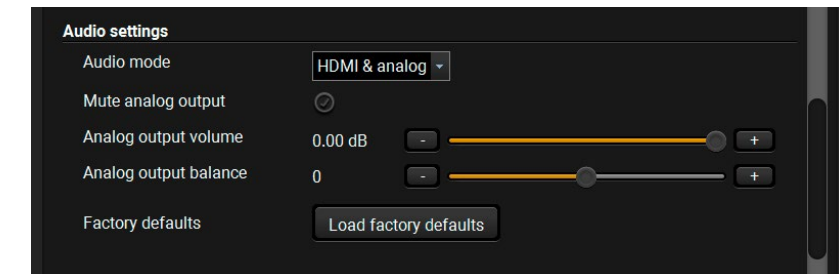 Audio settings
Audio mode HDMI & analog
Mute analog output
Analog output volume 0.00 dB - +
Analog output balance 0 - +
Factory defaults Load factory defaults